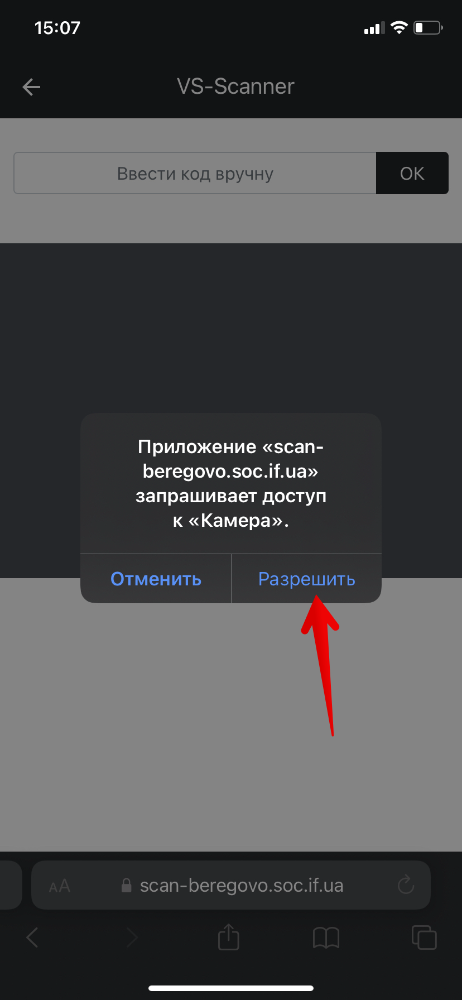 15:07
VS-Scanner
Ввести код вручну
ОК
Приложение «scan-
beregovo.soc.if.ua»
запрашивает доступ
к «Камера».
Отменить
Разрешить
AA
scan-beregovo.soc.if.ua